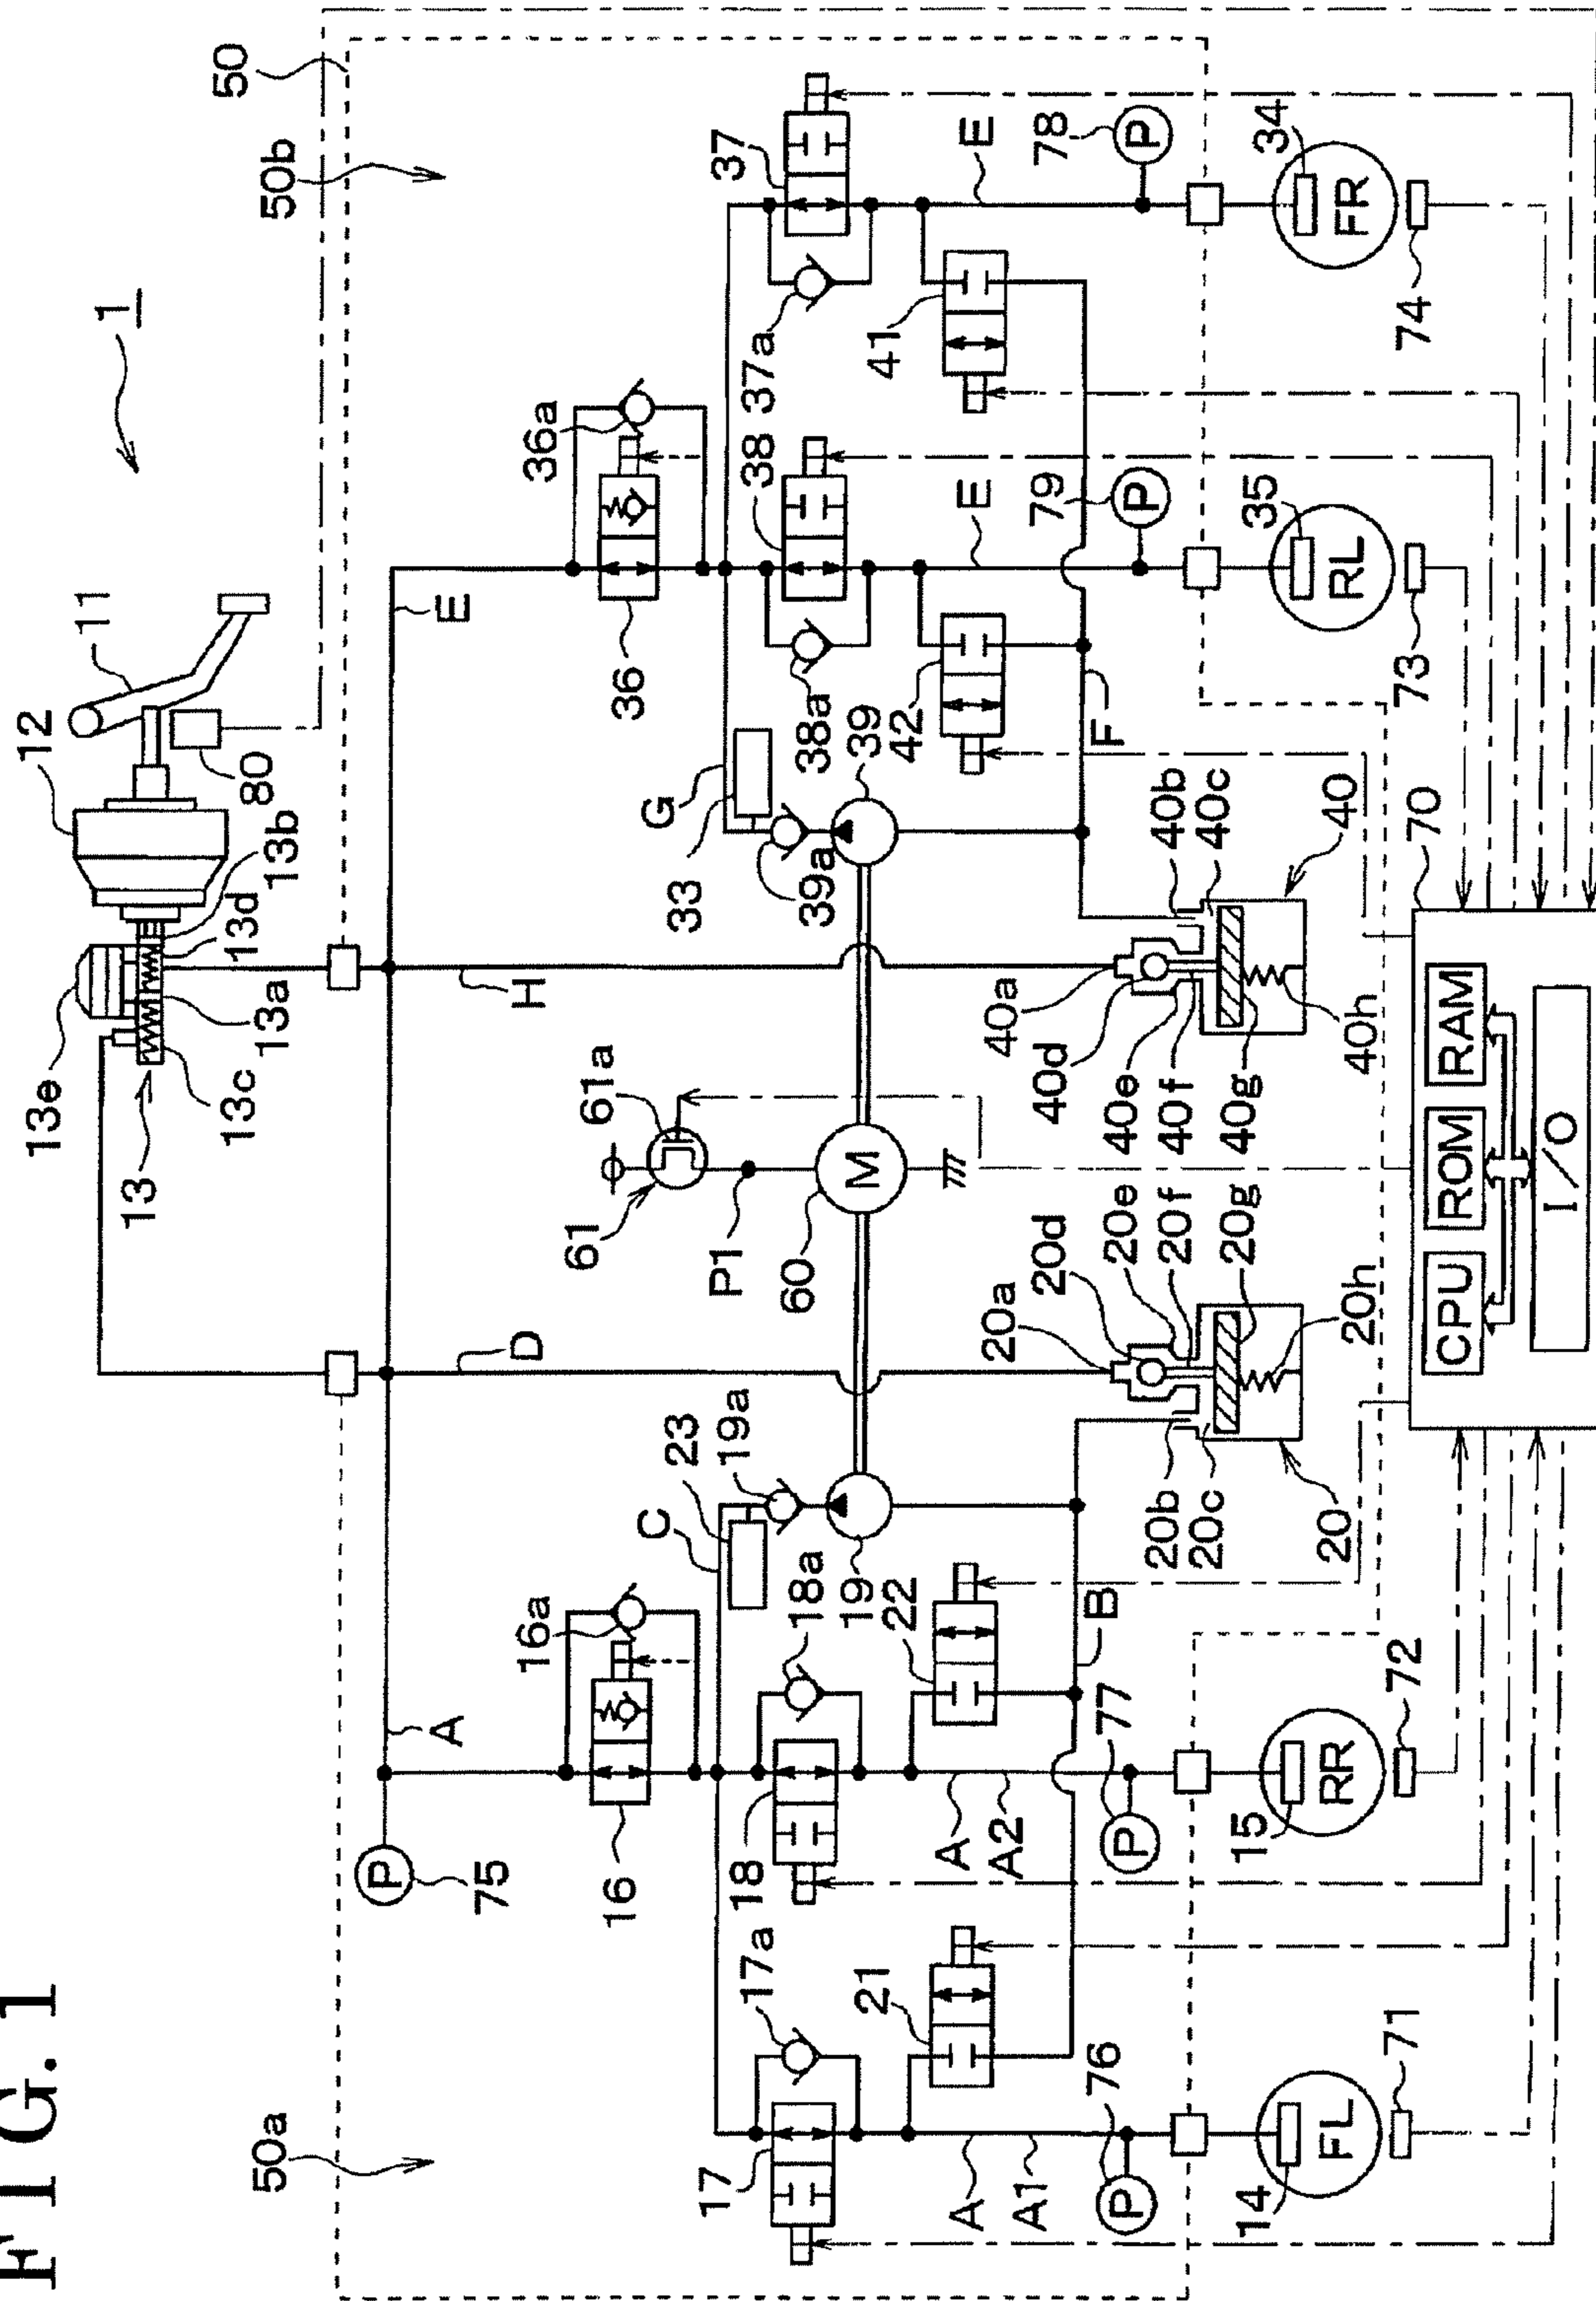 FIG. 1
1
50
50b
50a
11
12
80
13b
13d
13a
13c
13e
13
E
H
D
A
75
P
36a
36
16a
16
61a
61
P1
60
M
G
33
39a
39
C
23
19a
19
37
37a
38
38a
18
18a
17
17a
41
42
22
21
E
E
F
B
A
A2
A
A1
78
P
79
P
77
P
76
P
34
FR
74
35
RL
73
15
RR
72
14
FL
71
40
40a
40b
40c
40d
40e
40f
40g
40h
20
20a
20b
20c
20d
20e
20f
20g
20h
70
CPU
ROM
RAM
I/O